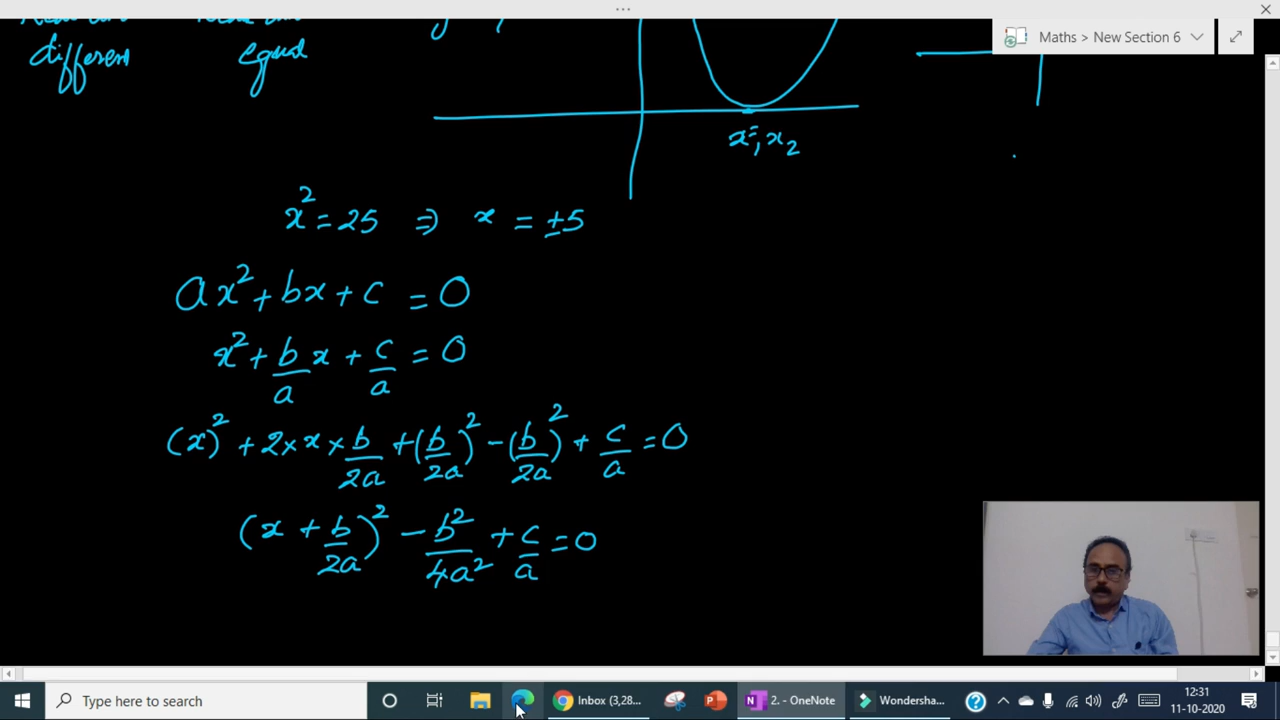 ...
Maths > New Section 6
different equal
x², x₂
x² = 25 ⇒ x = ±5
ax² + bx + c = 0
x² + b/a x + c/a = 0
(x)² + 2 × x × b/2a + (b/2a)² - (b/2a)² + c/a = 0
(x + b/2a)² - b²/4a² + c/a = 0
Type here to search
Inbox (3,28...
2. - OneNote
Wondersha...
12:31
11-10-2020